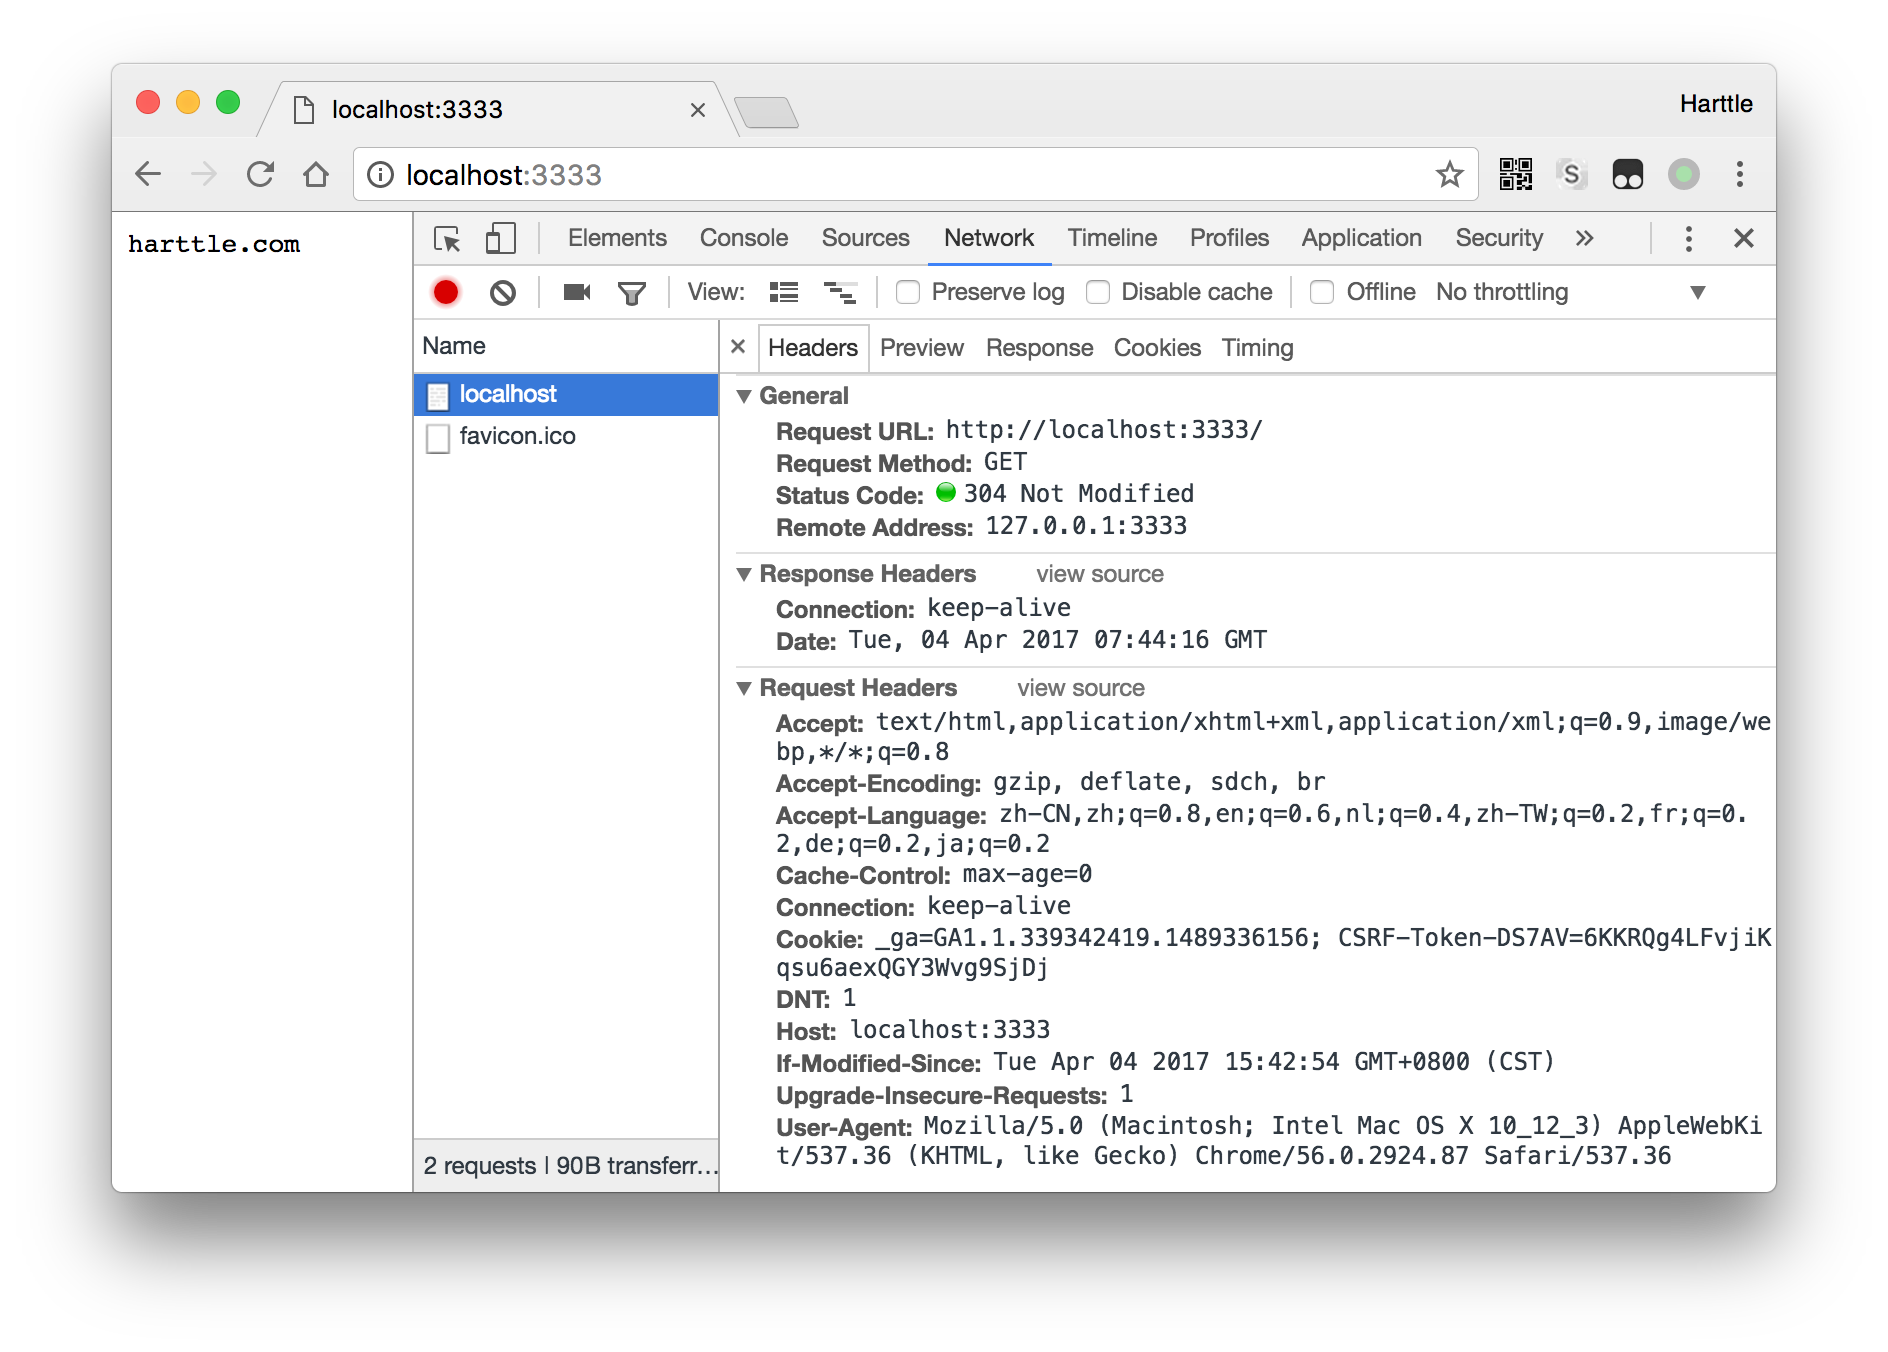 localhost:3333
Harttle
localhost:3333
S
harttle.com
Elements Console Sources Network Timeline Profiles Application Security
View: Preserve log Disable cache Offline No throttling
Name
localhost
favicon.ico
2 requests | 90B transferr...
Headers Preview Response Cookies Timing
General
Request URL: http://localhost:3333/
Request Method: GET
Status Code: 304 Not Modified
Remote Address: 127.0.0.1:3333
Response Headers view source
Connection: keep-alive
Date: Tue, 04 Apr 2017 07:44:16 GMT
Request Headers view source
Accept: text/html,application/xhtml+xml,application/xml;q=0.9,image/we
bp,*/*;q=0.8
Accept-Encoding: gzip, deflate, sdch, br
Accept-Language: zh-CN,zh;q=0.8,en;q=0.6,nl;q=0.4,zh-TW;q=0.2,fr;q=0.
2,de;q=0.2,ja;q=0.2
Cache-Control: max-age=0
Connection: keep-alive
Cookie: _ga=GA1.1.339342419.1489336156; CSRF-Token-DS7AV=6KKRQg4LFvjiK
qsu6aexQGY3Wvg9SjDj
DNT: 1
Host: localhost:3333
If-Modified-Since: Tue Apr 04 2017 15:42:54 GMT+0800 (CST)
Upgrade-Insecure-Requests: 1
User-Agent: Mozilla/5.0 (Macintosh; Intel Mac OS X 10_12_3) AppleWebKi
t/537.36 (KHTML, like Gecko) Chrome/56.0.2924.87 Safari/537.36